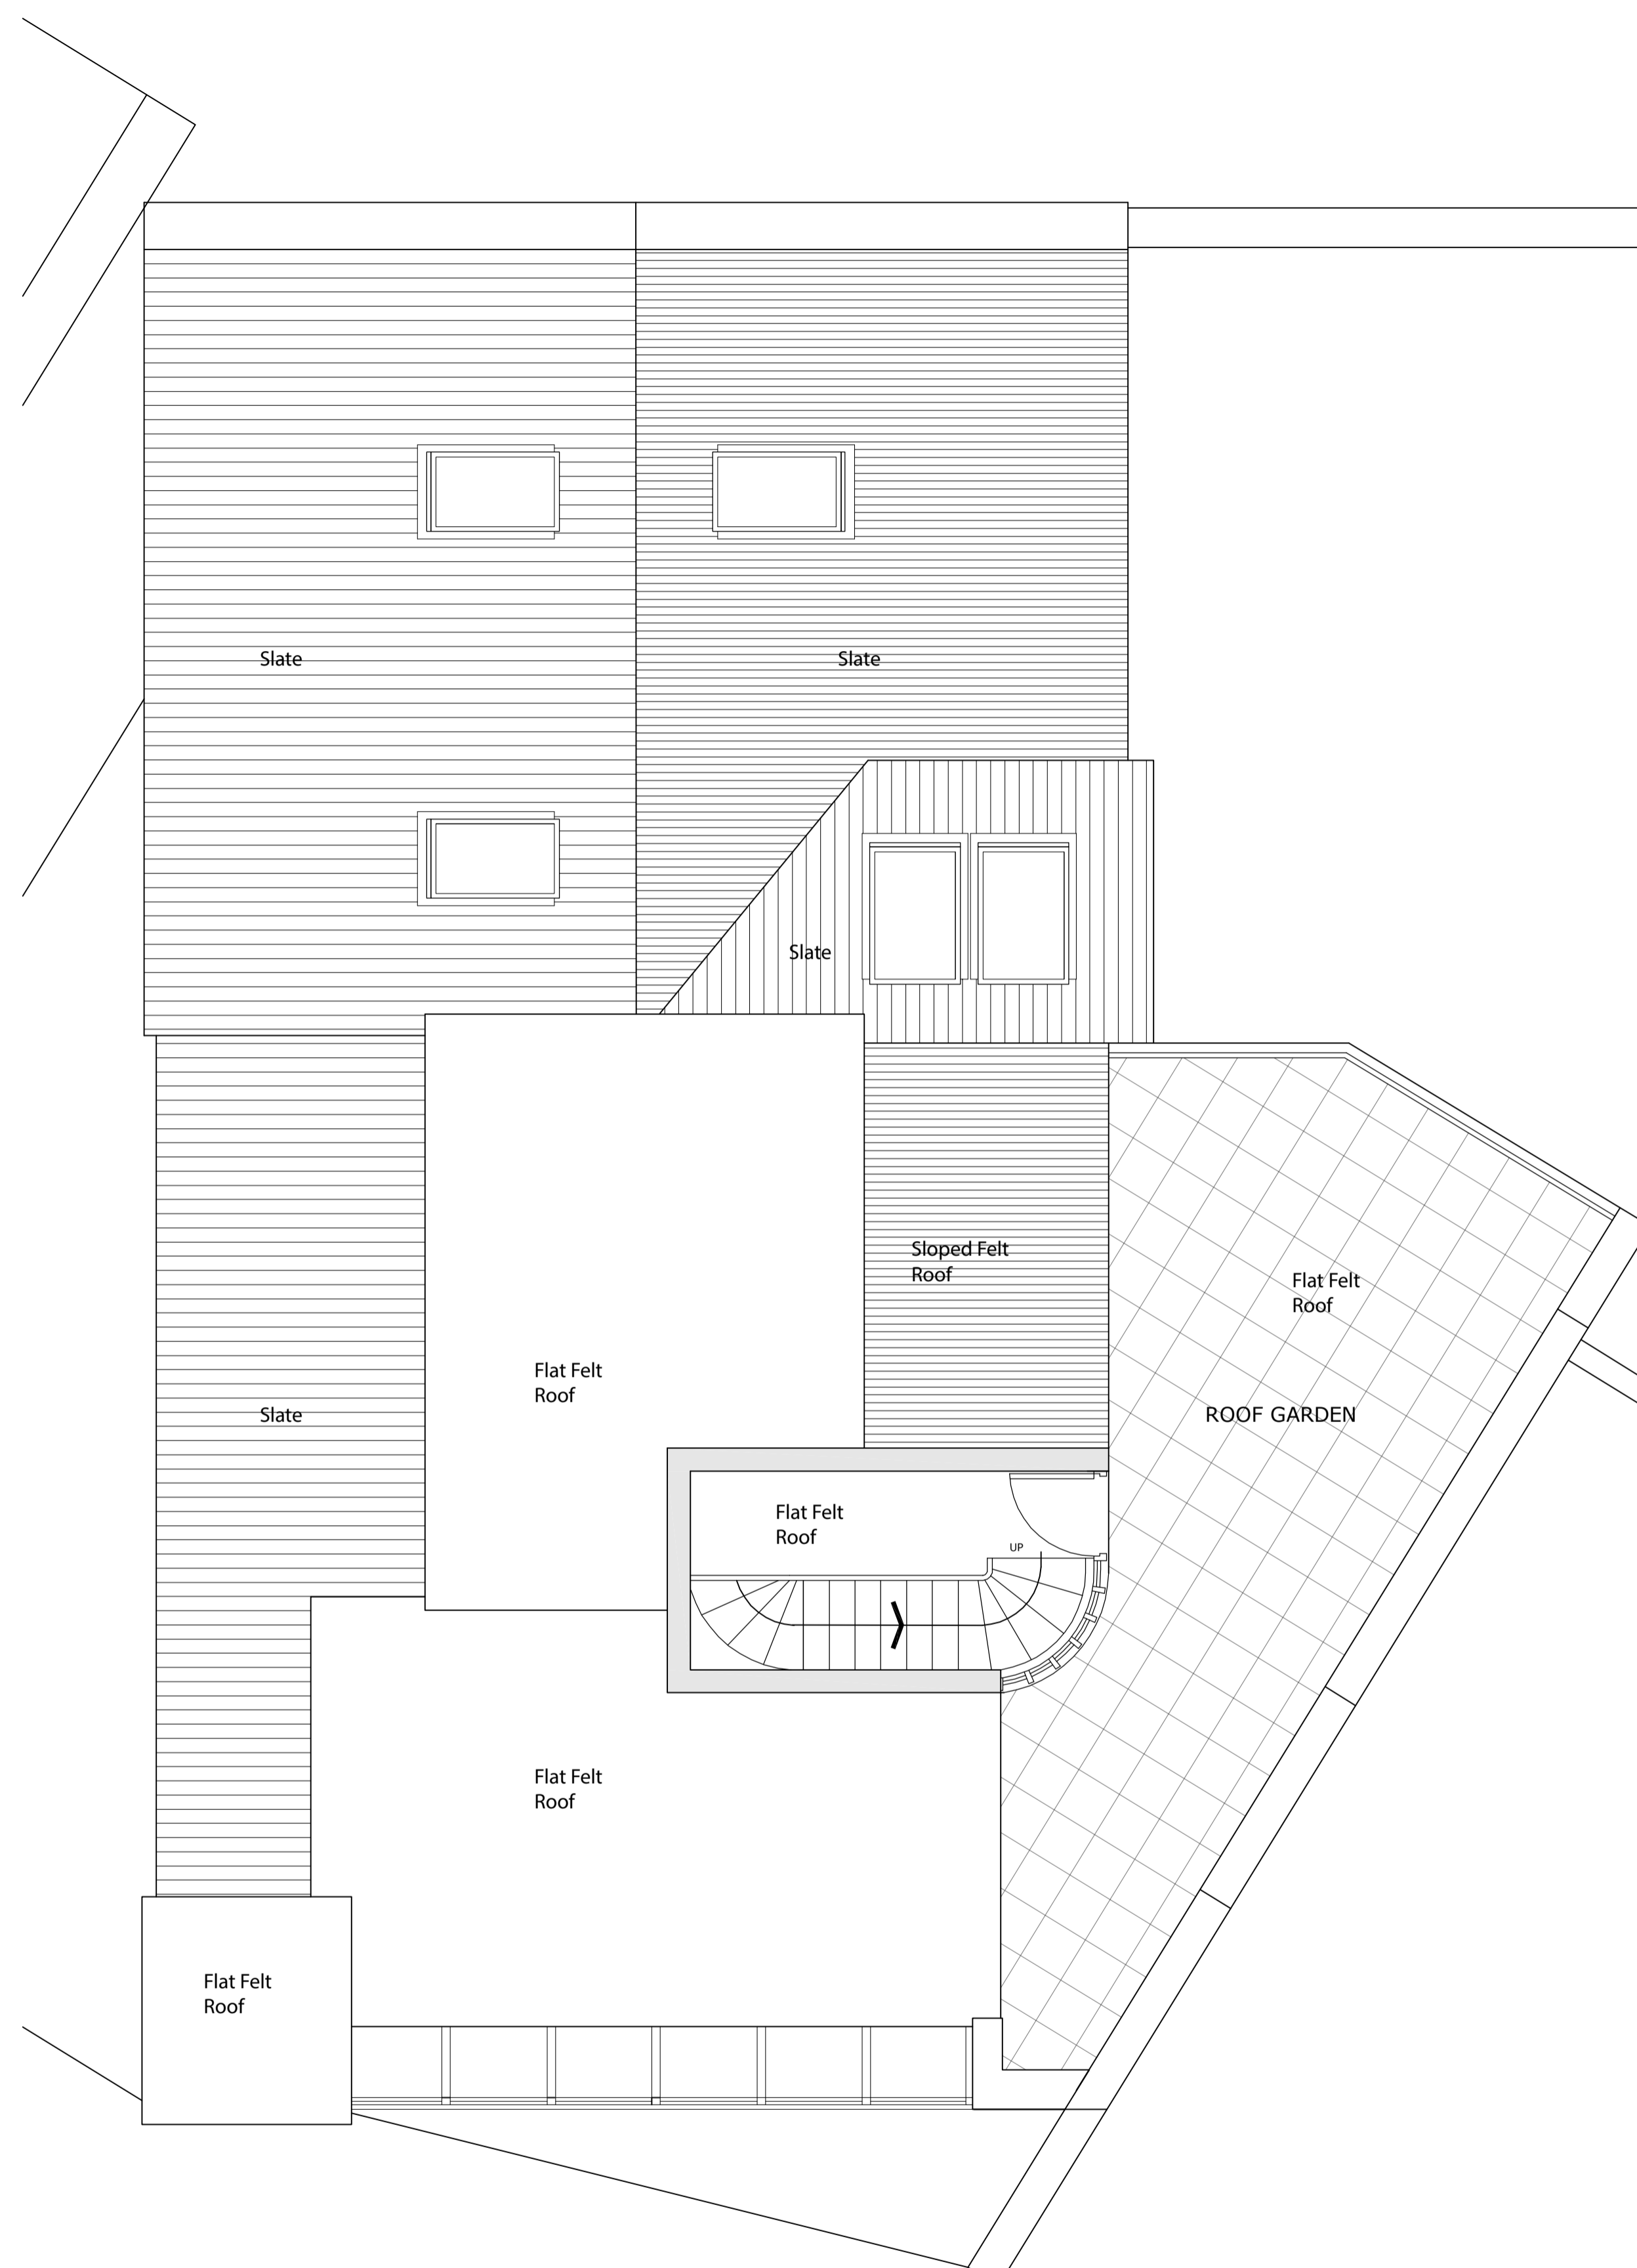 Slate
Slate
Slate
Sloped Felt
Roof
Flat Felt
Roof
Flat Felt
Roof
Slate
ROOF GARDEN
Flat Felt
Roof
UP
Flat Felt
Roof
Flat Felt
Roof